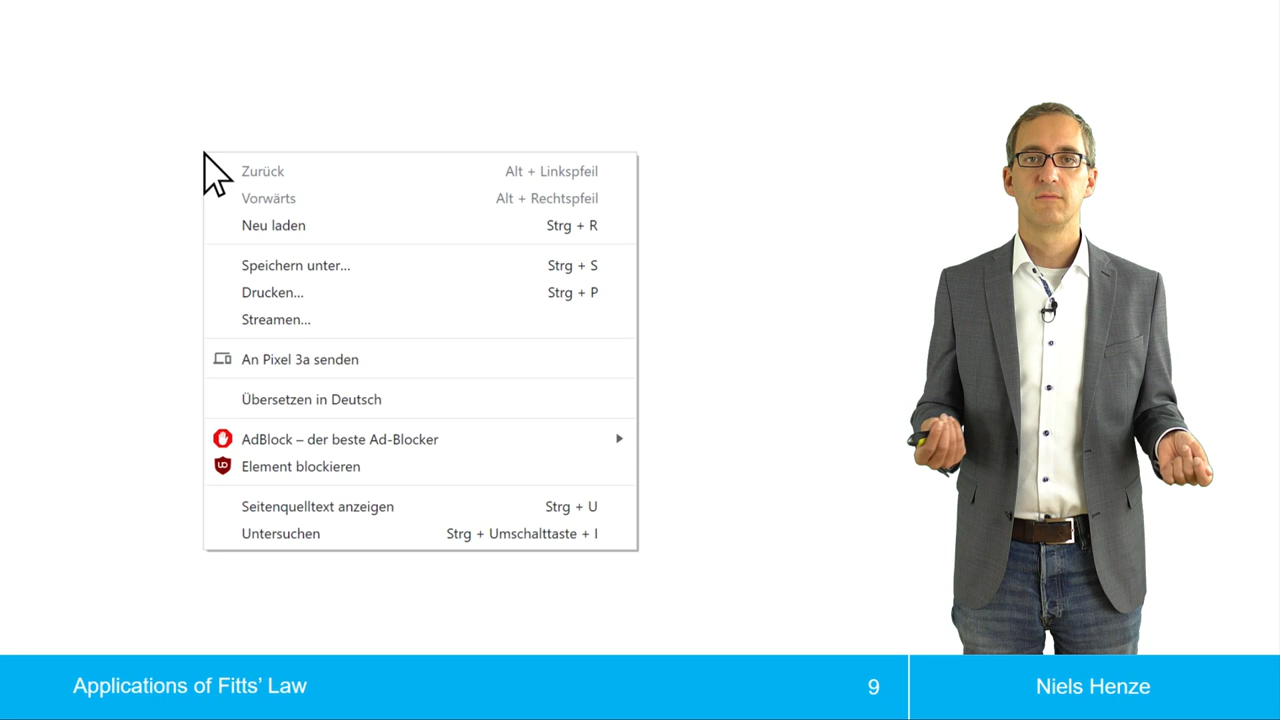 Zurück Alt + Linkspfeil
Vorwärts Alt + Rechtspfeil
Neu laden Strg + R
Speichern unter... Strg + S
Drucken... Strg + P
Streamen...
An Pixel 3a senden
Übersetzen in Deutsch
AdBlock – der beste Ad-Blocker
Element blockieren
Seitenquelltext anzeigen Strg + U
Untersuchen Strg + Umschalttaste + I
Applications of Fitts’ Law 9 Niels Henze